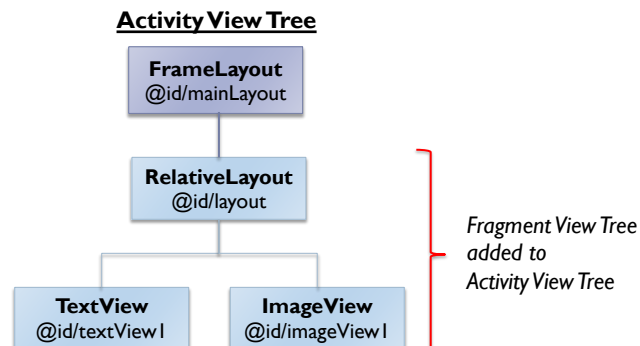 Activity View Tree
FrameLayout
@id/mainLayout
RelativeLayout
@id/layout
Fragment View Tree
added to
Activity View Tree
TextView
@id/textView1
ImageView
@id/imageView1